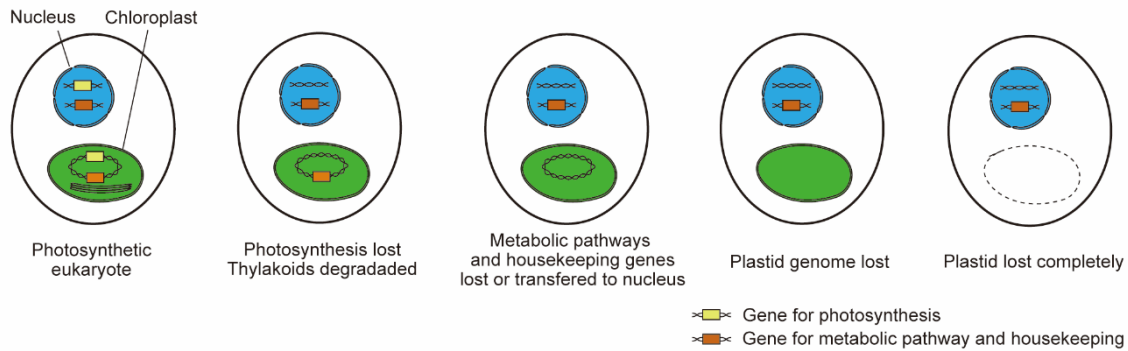 Nucleus
Chloroplast
Photosynthetic
eukaryote
Photosynthesis lost
Thylakoids degradaded
Metabolic pathways
and housekeeping genes
lost or transfered to nucleus
Plastid genome lost
Plastid lost completely
Gene for photosynthesis
Gene for metabolic pathway and housekeeping